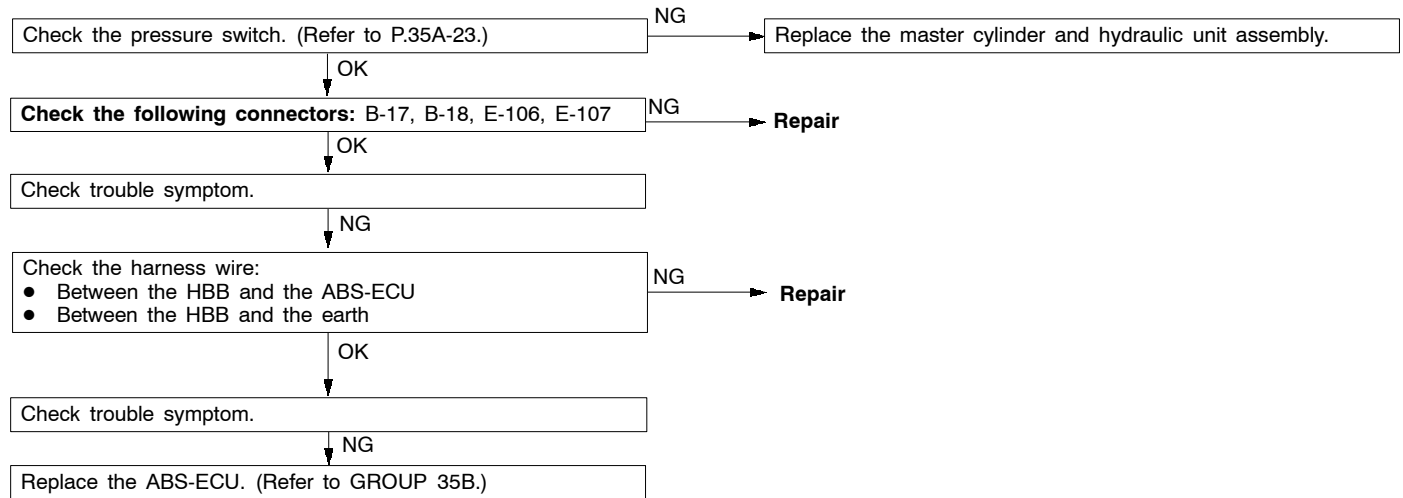 Check the pressure switch. (Refer to P.35A-23.)
NG
Replace the master cylinder and hydraulic unit assembly.
OK
Check the following connectors: B-17, B-18, E-106, E-107
NG
Repair
OK
Check trouble symptom.
NG
Check the harness wire:
● Between the HBB and the ABS-ECU
● Between the HBB and the earth
NG
Repair
OK
Check trouble symptom.
NG
Replace the ABS-ECU. (Refer to GROUP 35B.)